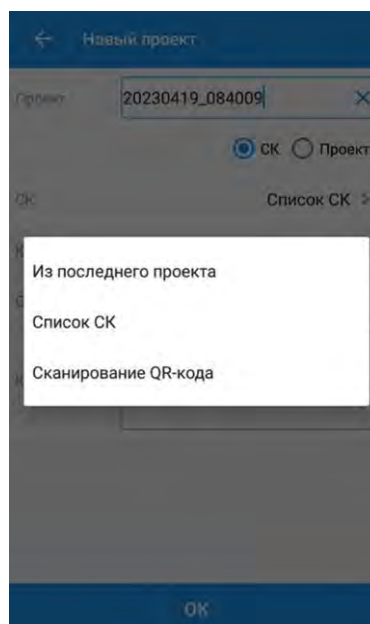 Новый проект
Проект
20230419_084009
СК
Проект
СК
Список СК
Из последнего проекта
Список СК
Сканирование QR-кода
ОК